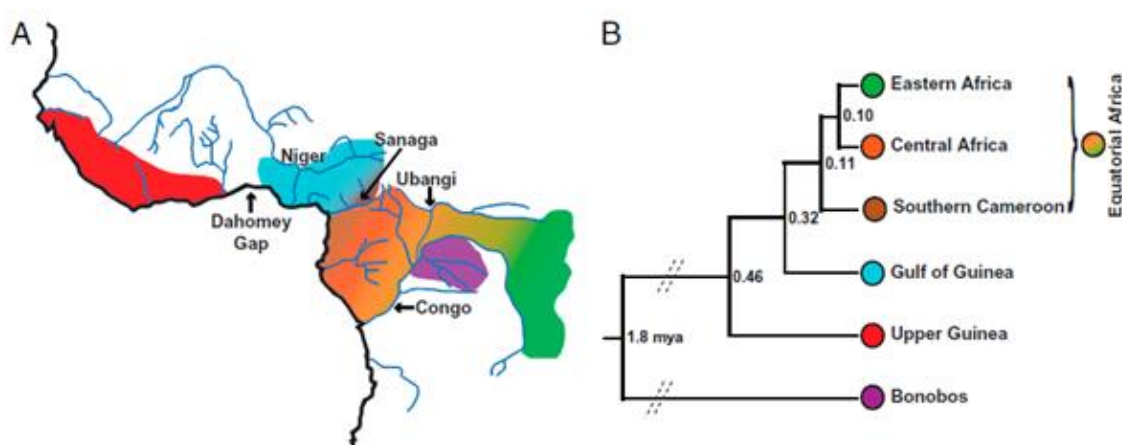 A
Niger
Sanaga
Ubangi
Dahomey
Gap
Congo
B
Eastern Africa
0.10
Central Africa
0.11
Southern Cameroon
0.32
Gulf of Guinea
0.46
Upper Guinea
1.8 mya
Bonobos
Equatorial Africa